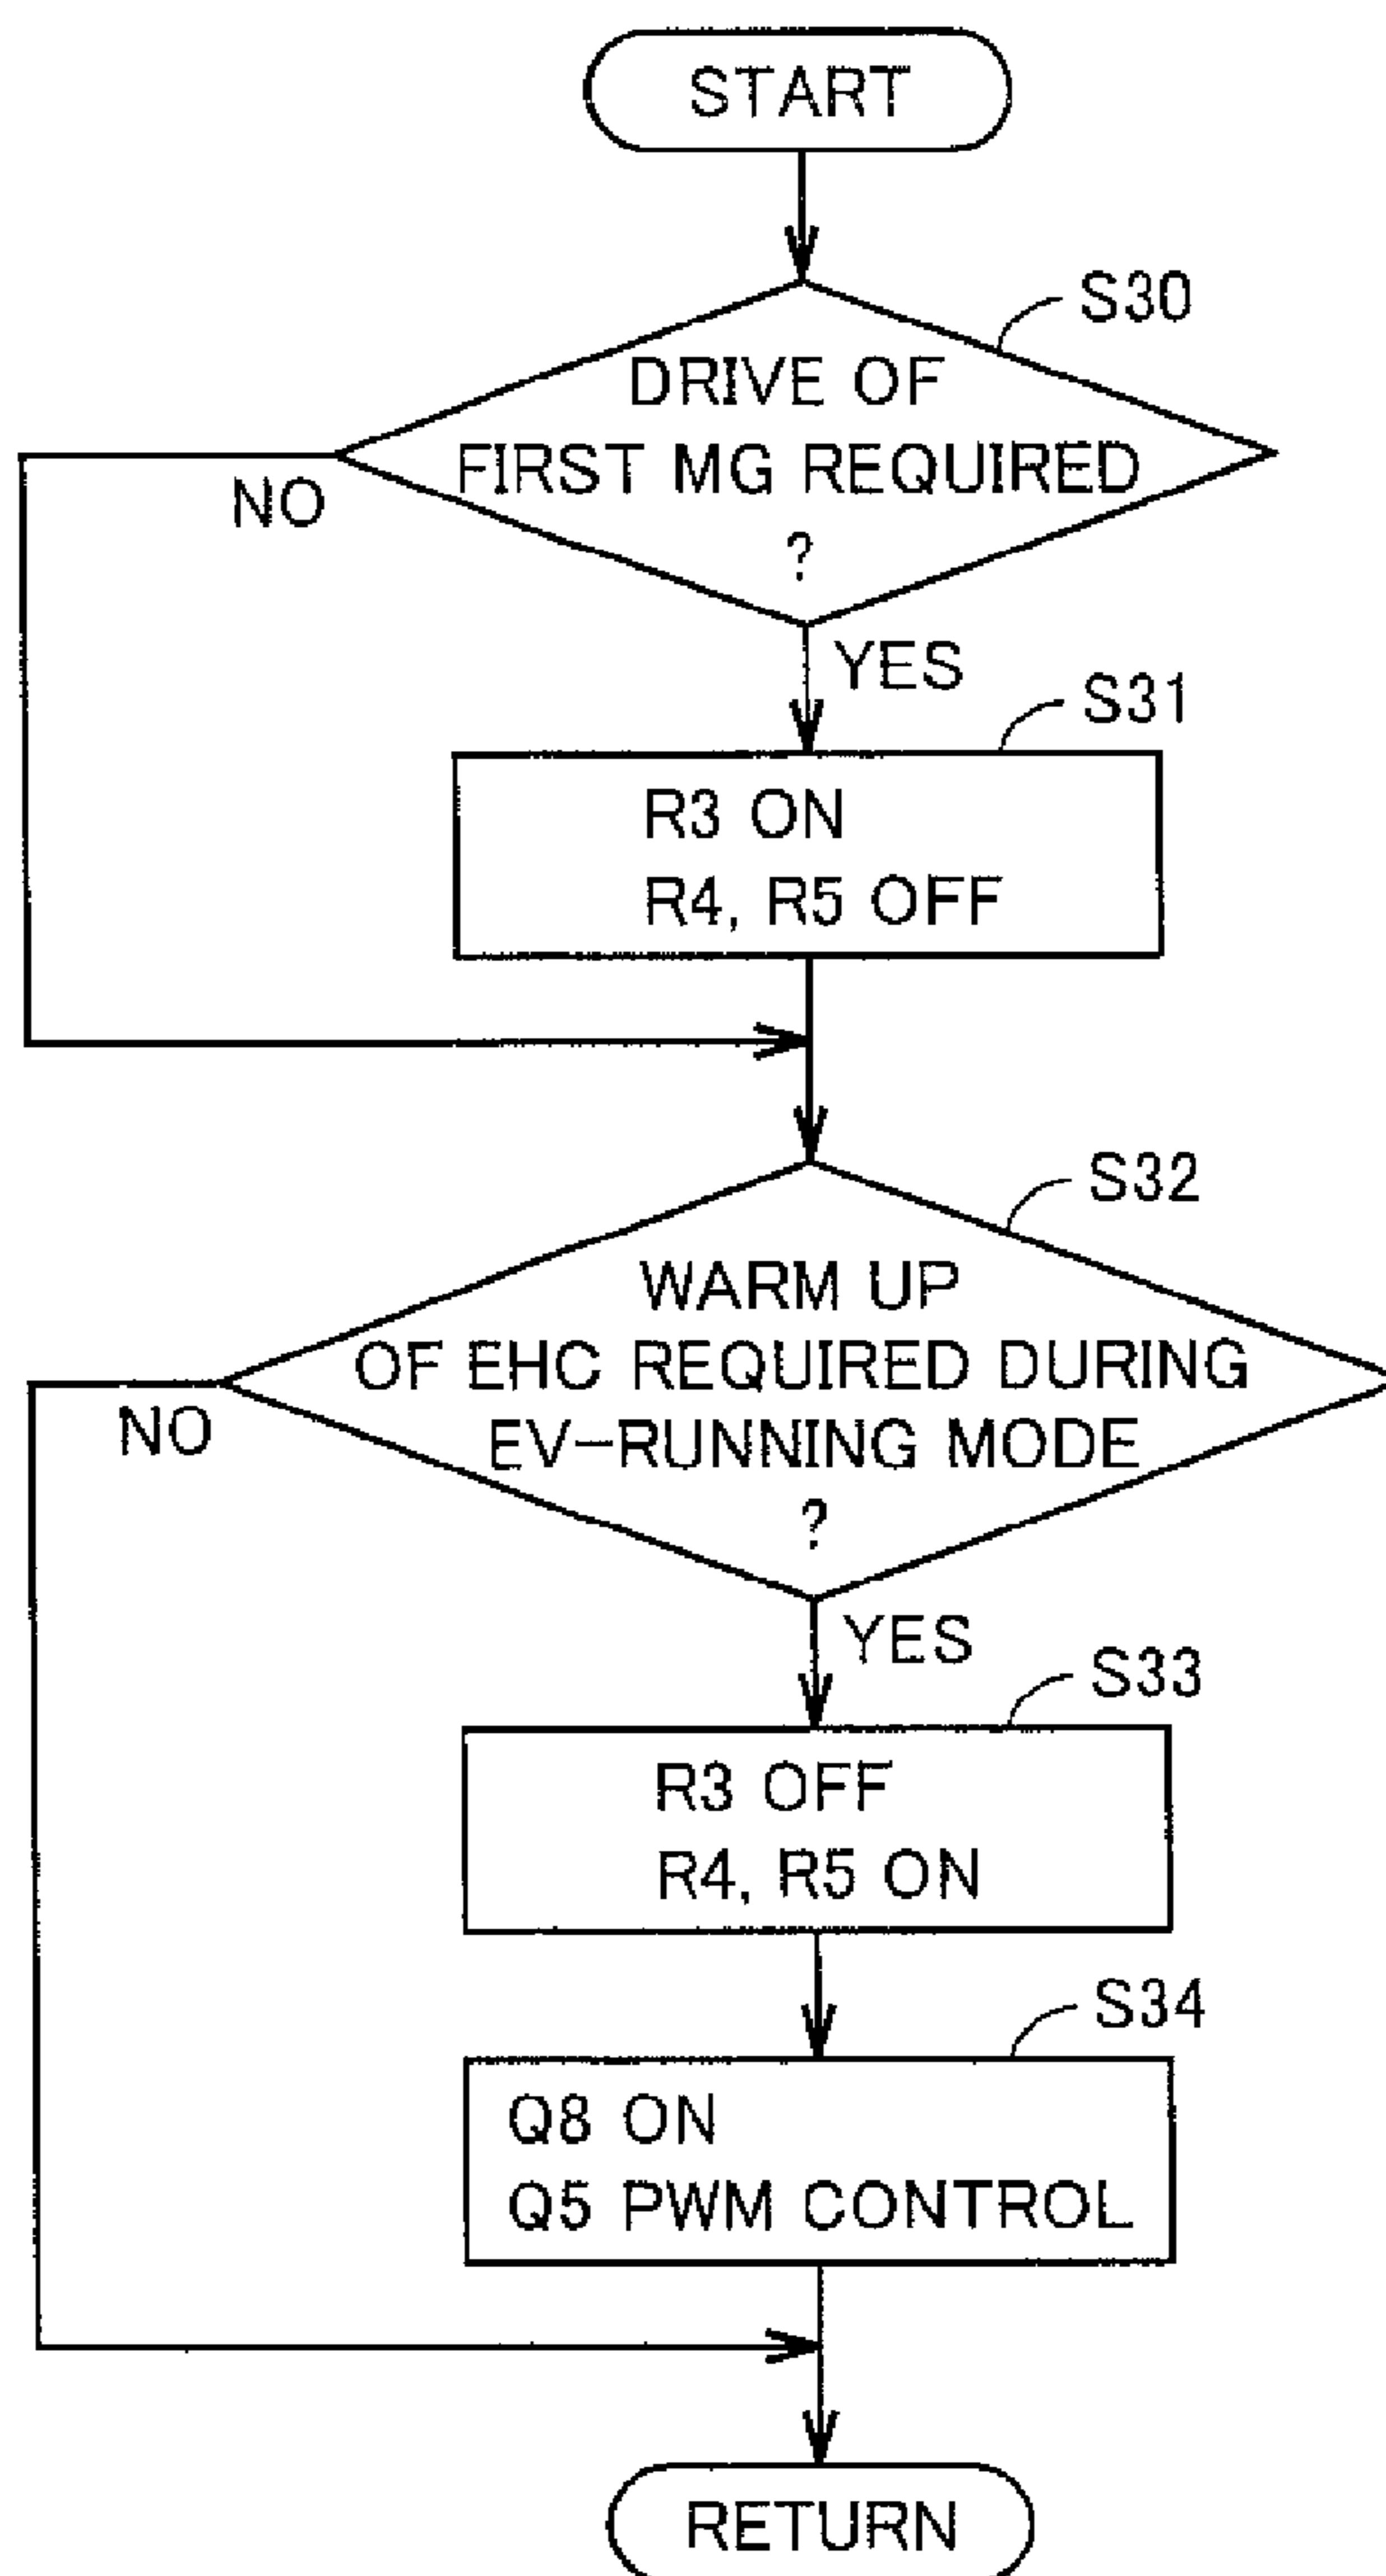 START
S30
DRIVE OF
FIRST MG REQUIRED
?
NO
YES
S31
R3 ON
R4, R5 OFF
S32
WARM UP
OF EHC REQUIRED DURING
EV-RUNNING MODE
?
NO
YES
S33
R3 OFF
R4, R5 ON
S34
Q8 ON
Q5 PWM CONTROL
RETURN